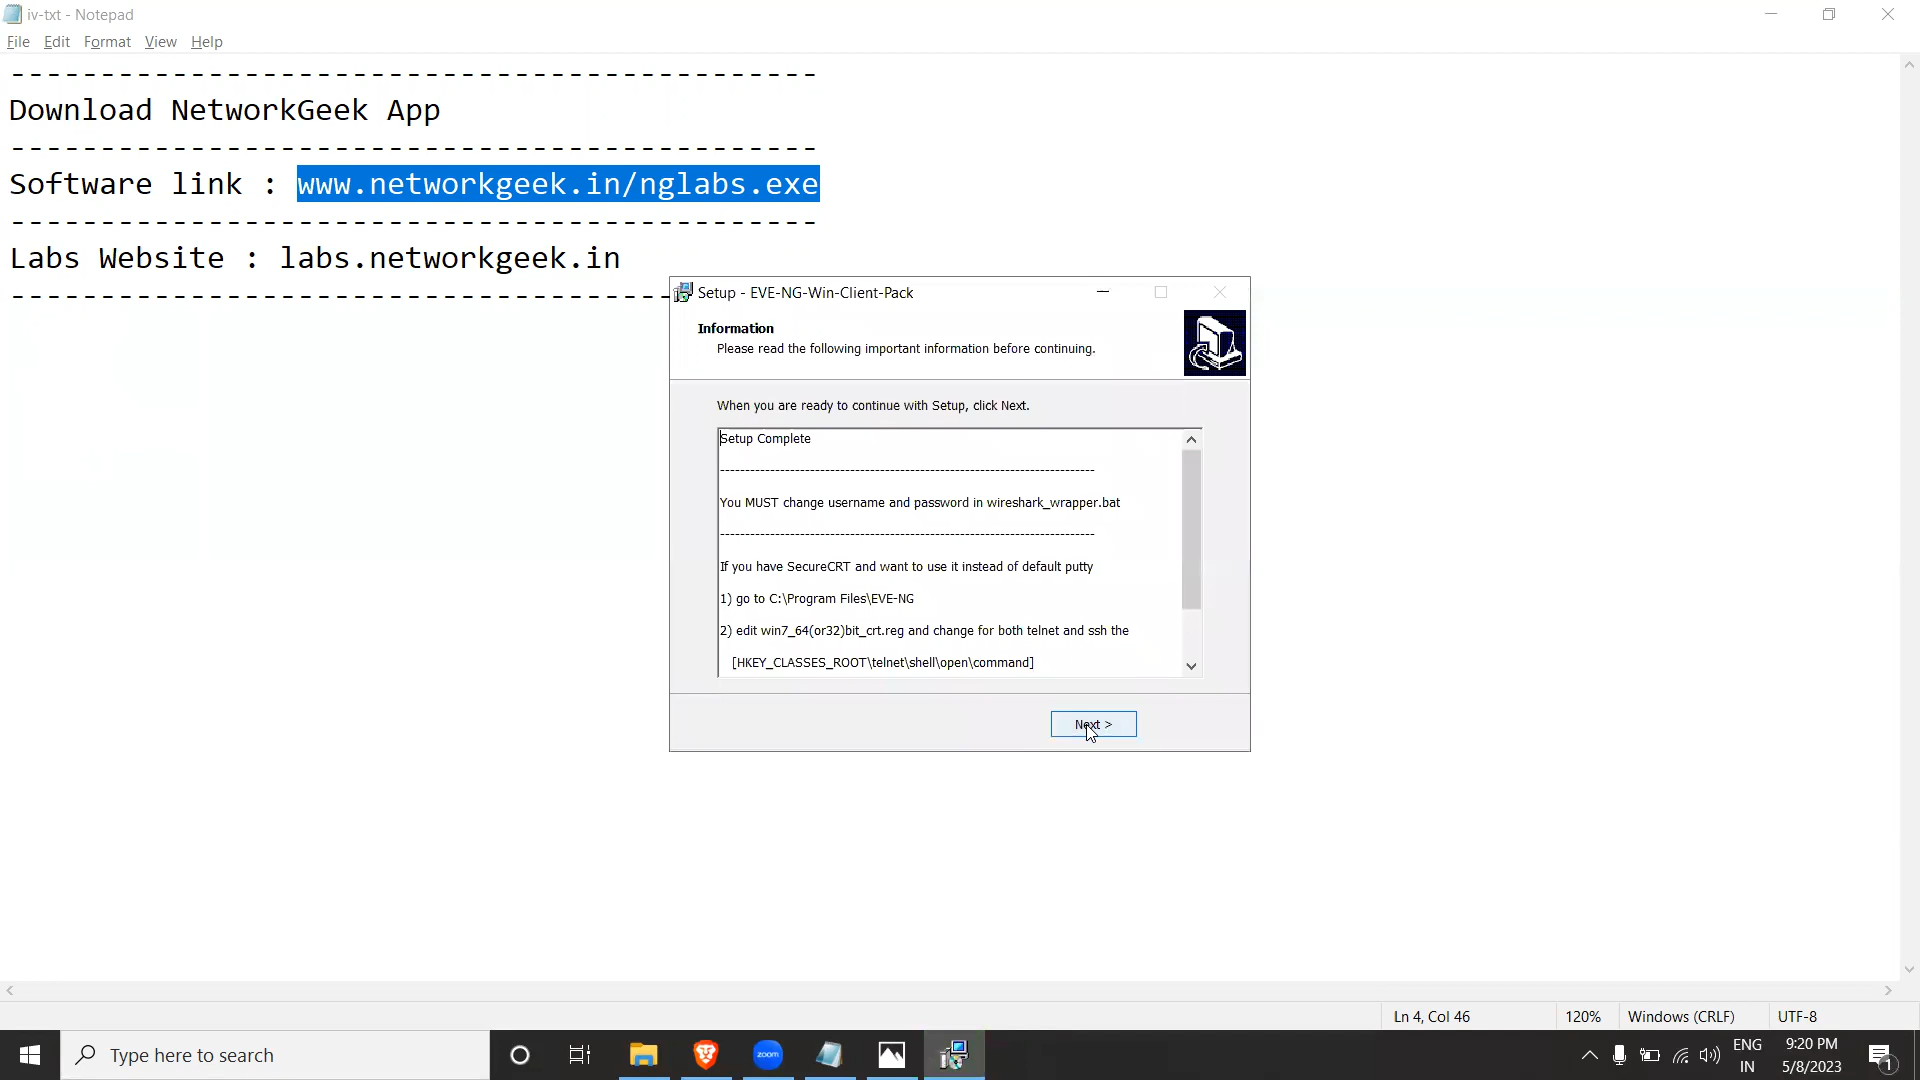 iv-txt - Notepad
File Edit Format View Help
---------------------------------------------
Download NetworkGeek App
---------------------------------------------
Software link : www.networkgeek.in/nglabs.exe
---------------------------------------------
Labs Website : labs.networkgeek.in
-------------------------------------
Setup - EVE-NG-Win-Client-Pack
Information
Please read the following important information before continuing.
When you are ready to continue with Setup, click Next.
Setup Complete
---------------------------------------------------------------------------
You MUST change username and password in wireshark_wrapper.bat
---------------------------------------------------------------------------
If you have SecureCRT and want to use it instead of default putty
1) go to C:\Program Files\EVE-NG
2) edit win7_64(or32)bit_crt.reg and change for both telnet and ssh the
[HKEY_CLASSES_ROOT\telnet\shell\open\command]
Next >
Ln 4, Col 46 120% Windows (CRLF) UTF-8
Type here to search
zoom
ENG
IN
9:20 PM
5/8/2023
1